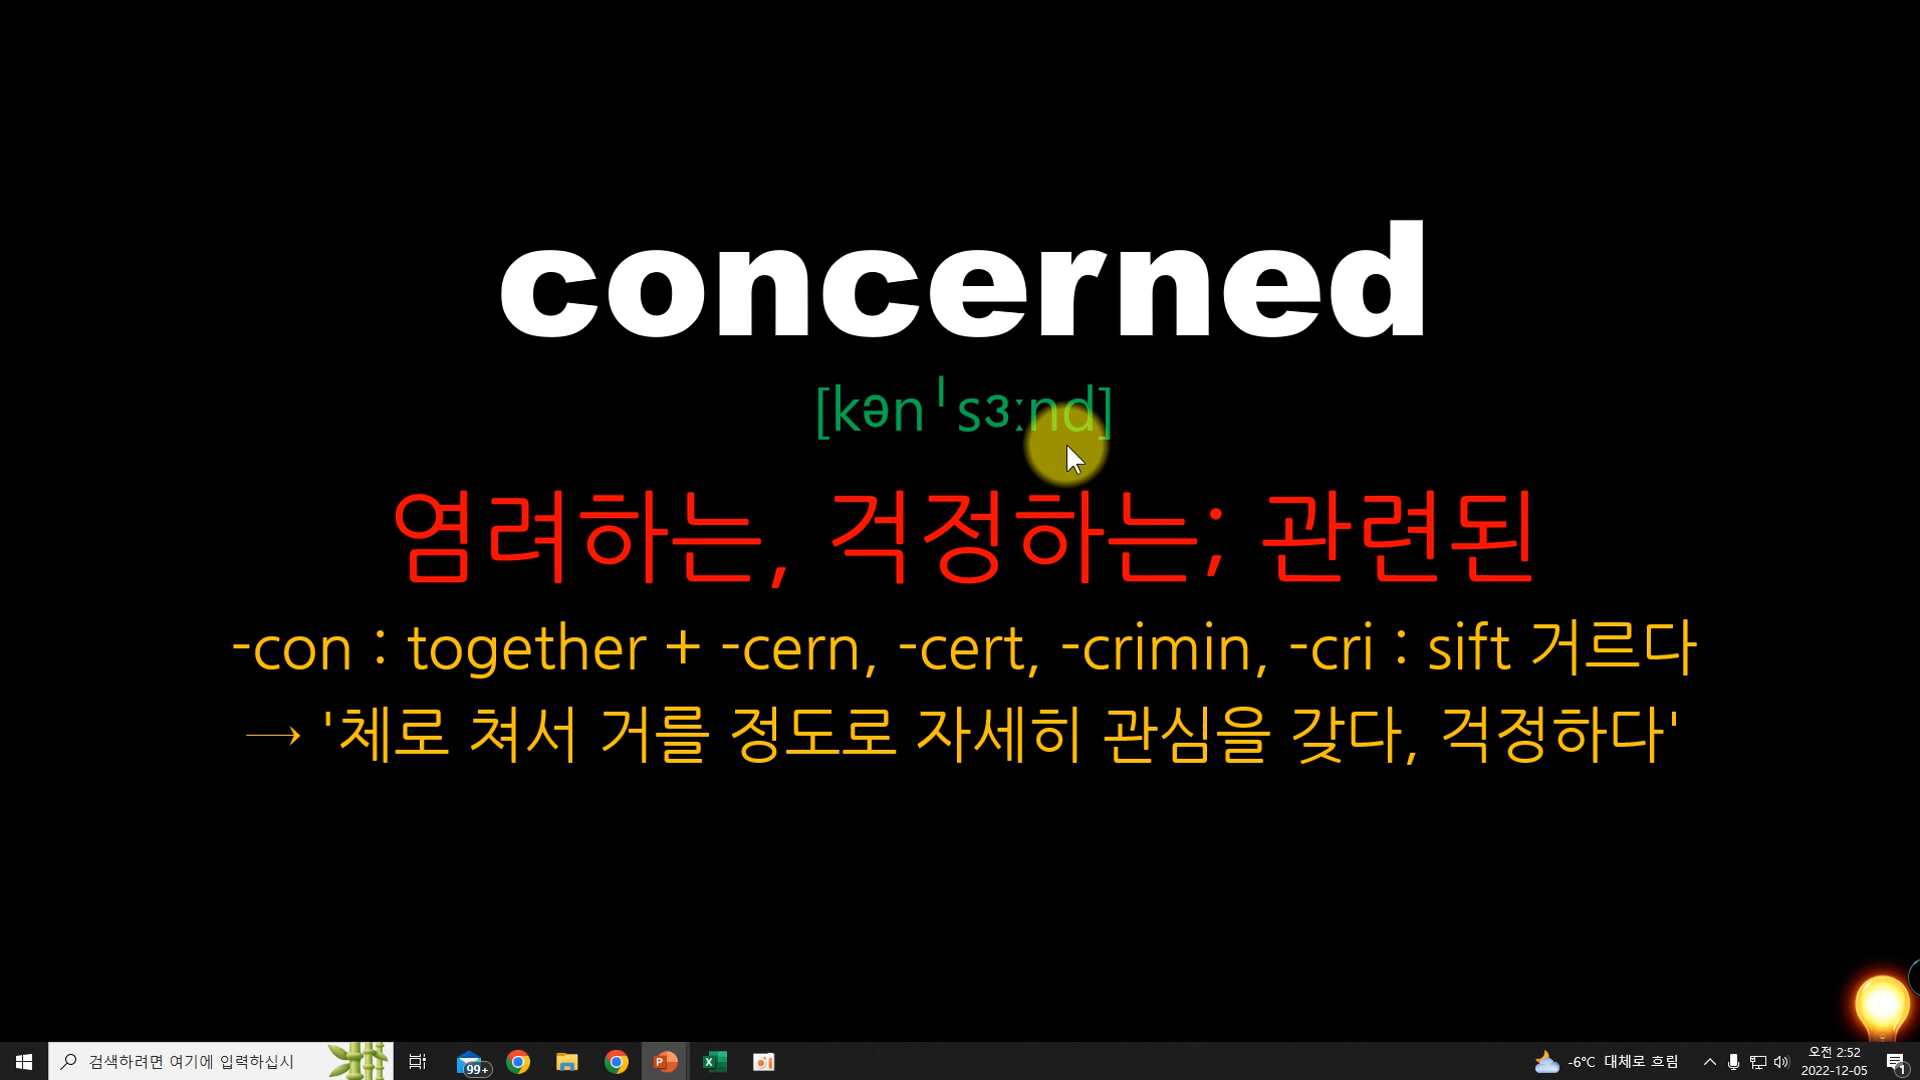 concerned
[kənˈsɜːnd]
염려하는, 걱정하는; 관련된
-con : together + -cern, -cert, -crimin, -cri : sift 거르다
→ '체로 쳐서 거를 정도로 자세히 관심을 갖다, 걱정하다'
검색하려면 여기에 입력하십시
99+
-6°C 대체로 흐림
오전 2:52
2022-12-05
1